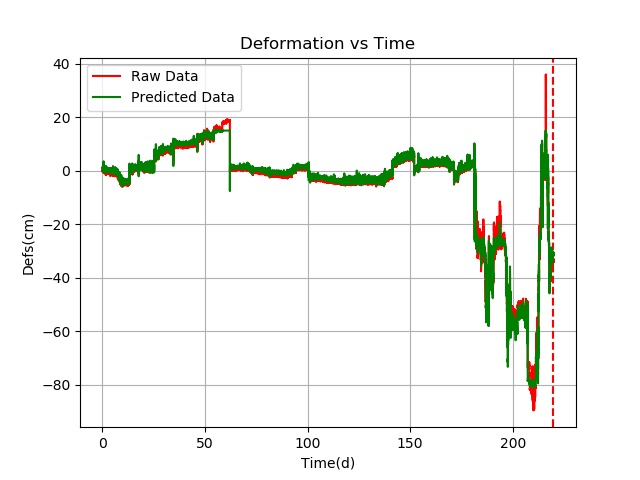 Deformation vs Time
Raw Data
Predicted Data
Defs(cm)
40
20
0
−20
−40
−60
−80
0 50 100 150 200
Time(d)